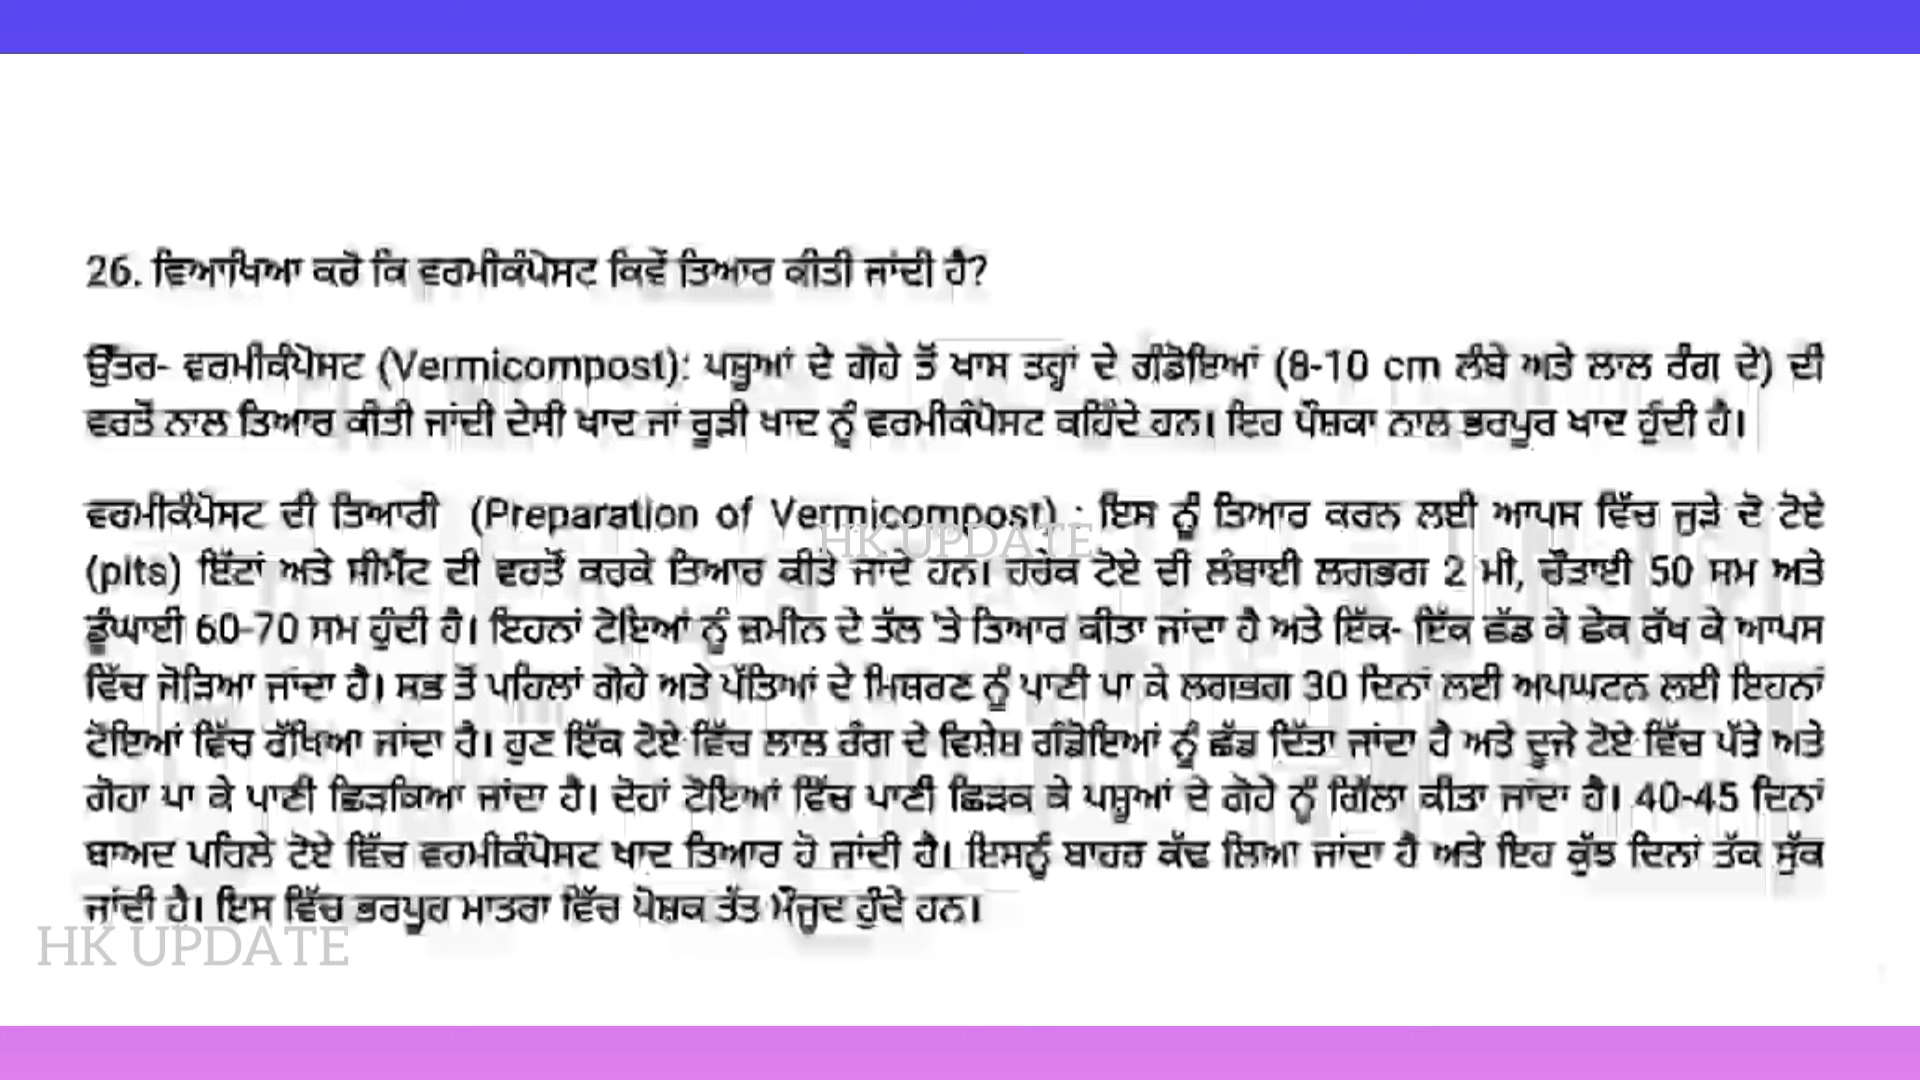 26. ਵਿਆਖਿਆ ਕਰੋ ਕਿ ਵਰਮੀਕੰਪੋਸਟ ਕਿਵੇਂ ਤਿਆਰ ਕੀਤੀ ਜਾਂਦੀ ਹੈ?
ਉੱਤਰ- ਵਰਮੀਕੰਪੋਸਟ (Vermicompost): ਪਸ਼ੂਆਂ ਦੇ ਗੋਹੇ ਤੋਂ ਖਾਸ ਤਰ੍ਹਾਂ ਦੇ ਗੰਡੋਇਆਂ (8-10 cm ਲੰਬੇ ਅਤੇ ਲਾਲ ਰੰਗ ਦੇ) ਦੀ
ਵਰਤੋਂ ਨਾਲ ਤਿਆਰ ਕੀਤੀ ਜਾਂਦੀ ਦੇਸੀ ਖਾਦ ਜਾਂ ਰੂੜੀ ਖਾਦ ਨੂੰ ਵਰਮੀਕੰਪੋਸਟ ਕਹਿੰਦੇ ਹਨ। ਇਹ ਪੌਸ਼ਕਾ ਨਾਲ ਭਰਪੂਰ ਖਾਦ ਹੁੰਦੀ ਹੈ।
ਵਰਮੀਕੰਪੋਸਟ ਦੀ ਤਿਆਰੀ (Preparation of Vermicompost) : ਇਸ ਨੂੰ ਤਿਆਰ ਕਰਨ ਲਈ ਆਪਸ ਵਿੱਚ ਜੁੜੇ ਦੋ ਟੋਏ
HK UPDATE
(pits) ਇੱਟਾਂ ਅਤੇ ਸੀਮੈਂਟ ਦੀ ਵਰਤੋਂ ਕਰਕੇ ਤਿਆਰ ਕੀਤੇ ਜਾਂਦੇ ਹਨ। ਹਰੇਕ ਟੋਏ ਦੀ ਲੰਬਾਈ ਲਗਭਗ 2 ਮੀ, ਚੌੜਾਈ 50 ਸਮ ਅਤੇ
ਡੂੰਘਾਈ 60-70 ਸਮ ਹੁੰਦੀ ਹੈ। ਇਹਨਾਂ ਟੋਇਆਂ ਨੂੰ ਜ਼ਮੀਨ ਦੇ ਤੱਲ 'ਤੇ ਤਿਆਰ ਕੀਤਾ ਜਾਂਦਾ ਹੈ ਅਤੇ ਇੱਕ- ਇੱਕ ਛੱਡ ਕੇ ਛੇਕ ਰੱਖ ਕੇ ਆਪਸ
ਵਿੱਚ ਜੋੜਿਆ ਜਾਂਦਾ ਹੈ। ਸਭ ਤੋਂ ਪਹਿਲਾਂ ਗੋਹੇ ਅਤੇ ਪੱਤਿਆਂ ਦੇ ਮਿਸ਼ਰਣ ਨੂੰ ਪਾਣੀ ਪਾ ਕੇ ਲਗਭਗ 30 ਦਿਨਾਂ ਲਈ ਅਪਘਟਨ ਲਈ ਇਹਨਾਂ
ਟੋਇਆਂ ਵਿੱਚ ਰੱਖਿਆ ਜਾਂਦਾ ਹੈ। ਹੁਣ ਇੱਕ ਟੋਏ ਵਿੱਚ ਲਾਲ ਰੰਗ ਦੇ ਵਿਸ਼ੇਸ਼ ਗੰਡੋਇਆਂ ਨੂੰ ਛੱਡ ਦਿੱਤਾ ਜਾਂਦਾ ਹੈ ਅਤੇ ਦੂਜੇ ਟੋਏ ਵਿੱਚ ਪੱਤੇ ਅਤੇ
ਗੋਹਾ ਪਾ ਕੇ ਪਾਣੀ ਛਿੜਕਿਆ ਜਾਂਦਾ ਹੈ। ਦੋਹਾਂ ਟੋਇਆਂ ਵਿੱਚ ਪਾਣੀ ਛਿੜਕ ਕੇ ਪਸ਼ੂਆਂ ਦੇ ਗੋਹੇ ਨੂੰ ਗਿੱਲਾ ਕੀਤਾ ਜਾਂਦਾ ਹੈ। 40-45 ਦਿਨਾਂ
ਬਾਅਦ ਪਹਿਲੇ ਟੋਏ ਵਿੱਚ ਵਰਮੀਕੰਪੋਸਟ ਖਾਦ ਤਿਆਰ ਹੋ ਜਾਂਦੀ ਹੈ। ਇਸਨੂੰ ਬਾਹਰ ਕੱਢ ਲਿਆ ਜਾਂਦਾ ਹੈ ਅਤੇ ਇਹ ਕੁੱਝ ਦਿਨਾਂ ਤੱਕ ਸੁੱਕ
ਜਾਂਦੀ ਹੈ। ਇਸ ਵਿੱਚ ਭਰਪੂਰ ਮਾਤਰਾ ਵਿੱਚ ਪੋਸ਼ਕ ਤੱਤ ਮੌਜੂਦ ਹੁੰਦੇ ਹਨ।
HK UPDATE